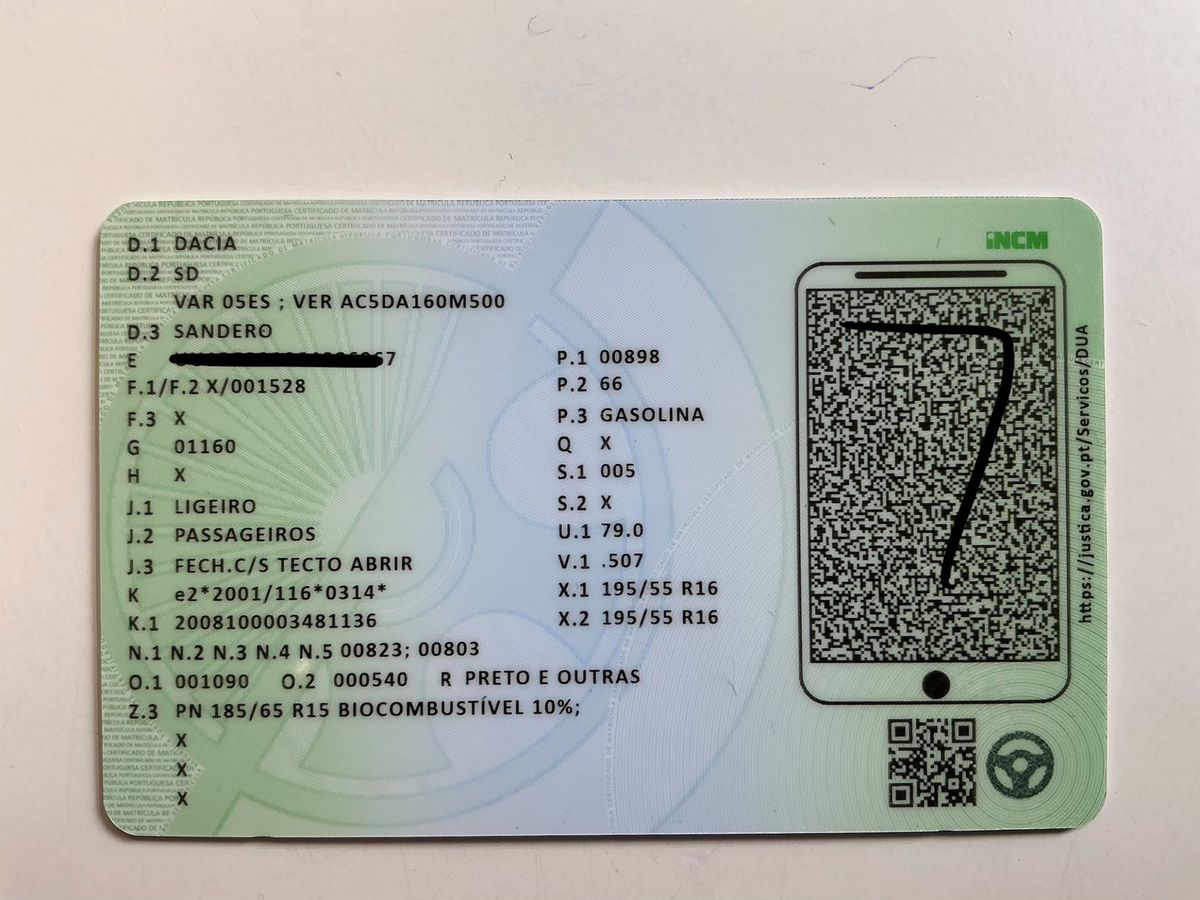 INCM
D.1 DACIA
D.2 SD
VAR 05ES ; VER AC5DA160M500
D.3 SANDERO
E 67
F.1/F.2 X/001528
F.3 X
G 01160
H X
J.1 LIGEIRO
J.2 PASSAGEIROS
J.3 FECH.C/S TECTO ABRIR
K e2*2001/116*0314*
K.1 2008100003481136
N.1 N.2 N.3 N.4 N.5 00823; 00803
O.1 001090 O.2 000540 R PRETO E OUTRAS
Z.3 PN 185/65 R15 BIOCOMBUSTÍVEL 10%;
X
X
X
P.1 00898
P.2 66
P.3 GASOLINA
Q X
S.1 005
S.2 X
U.1 79.0
V.1 .507
X.1 195/55 R16
X.2 195/55 R16
https://justica.gov.pt/Servicos/DUA